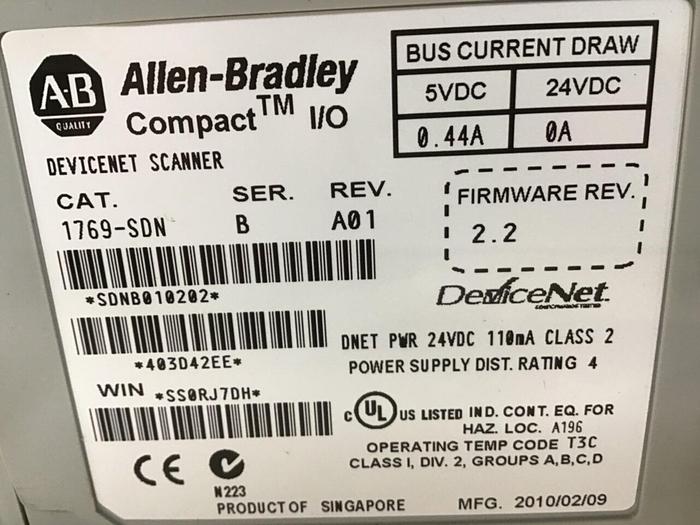 A·B
QUALITY
Allen-Bradley
Compact™ I/O
BUS CURRENT DRAW
5VDC 24VDC
0.44A 0A
DEVICENET SCANNER
CAT. SER. REV.
1769-SDN B A01
FIRMWARE REV.
2.2
*SDNB010202*
DeviceNet
*403D42EE*
DNET PWR 24VDC 110mA CLASS 2
POWER SUPPLY DIST. RATING 4
WIN *SS0RJ7DH*
c UL US LISTED IND. CONT. EQ. FOR
HAZ. LOC. A196
OPERATING TEMP CODE T3C
CLASS I, DIV. 2, GROUPS A,B,C,D
CE
N223
PRODUCT OF SINGAPORE
MFG. 2010/02/09